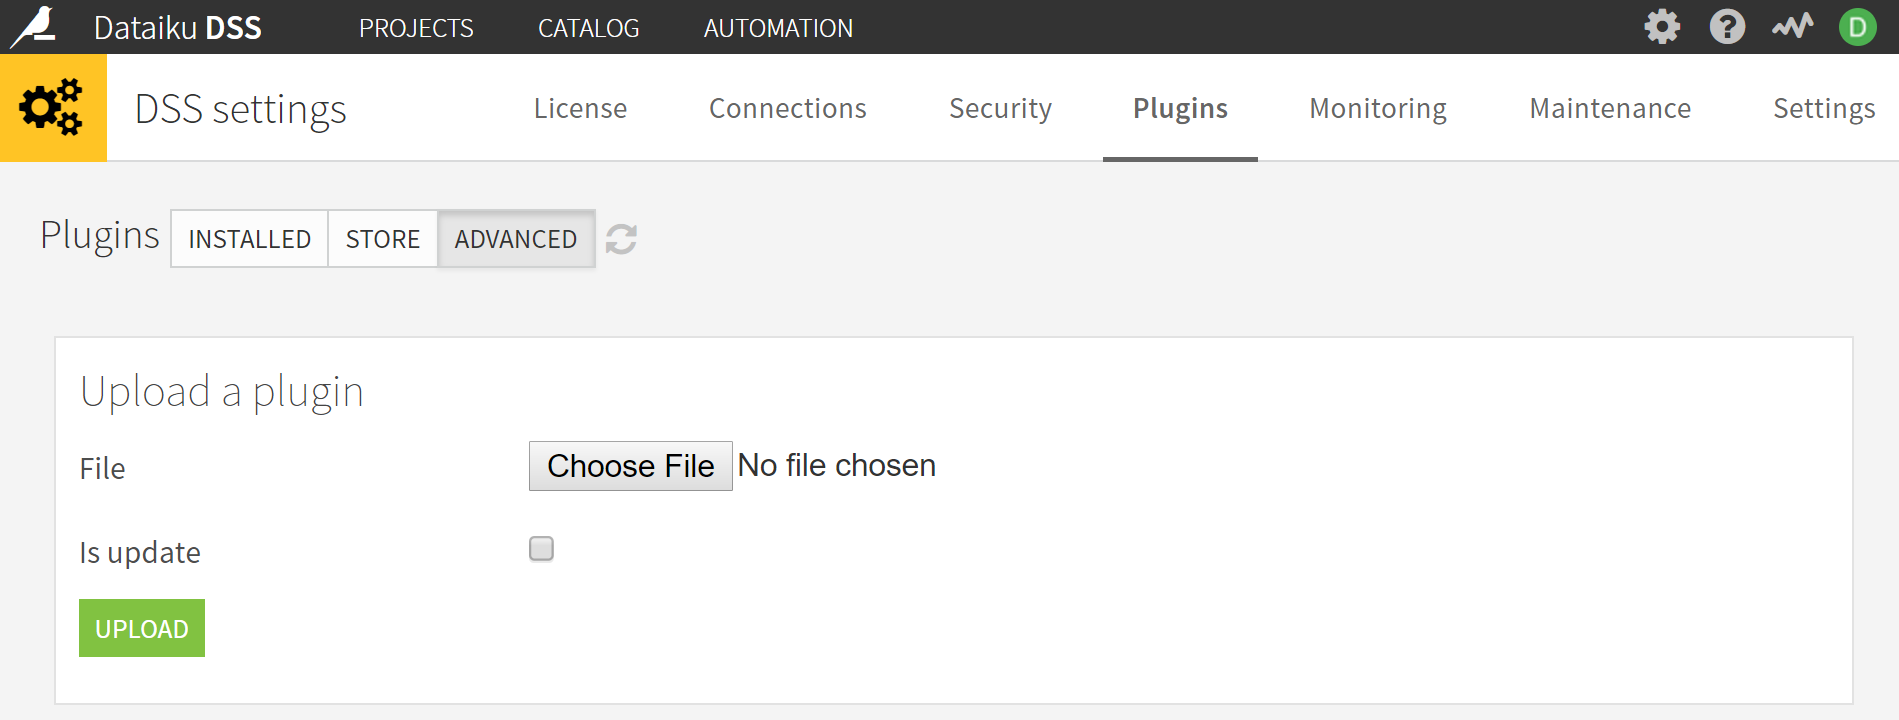 Dataiku DSS PROJECTS CATALOG AUTOMATION ? D
DSS settings License Connections Security Plugins Monitoring Maintenance Settings
Plugins INSTALLED STORE ADVANCED
Upload a plugin
File Choose File No file chosen
Is update
UPLOAD